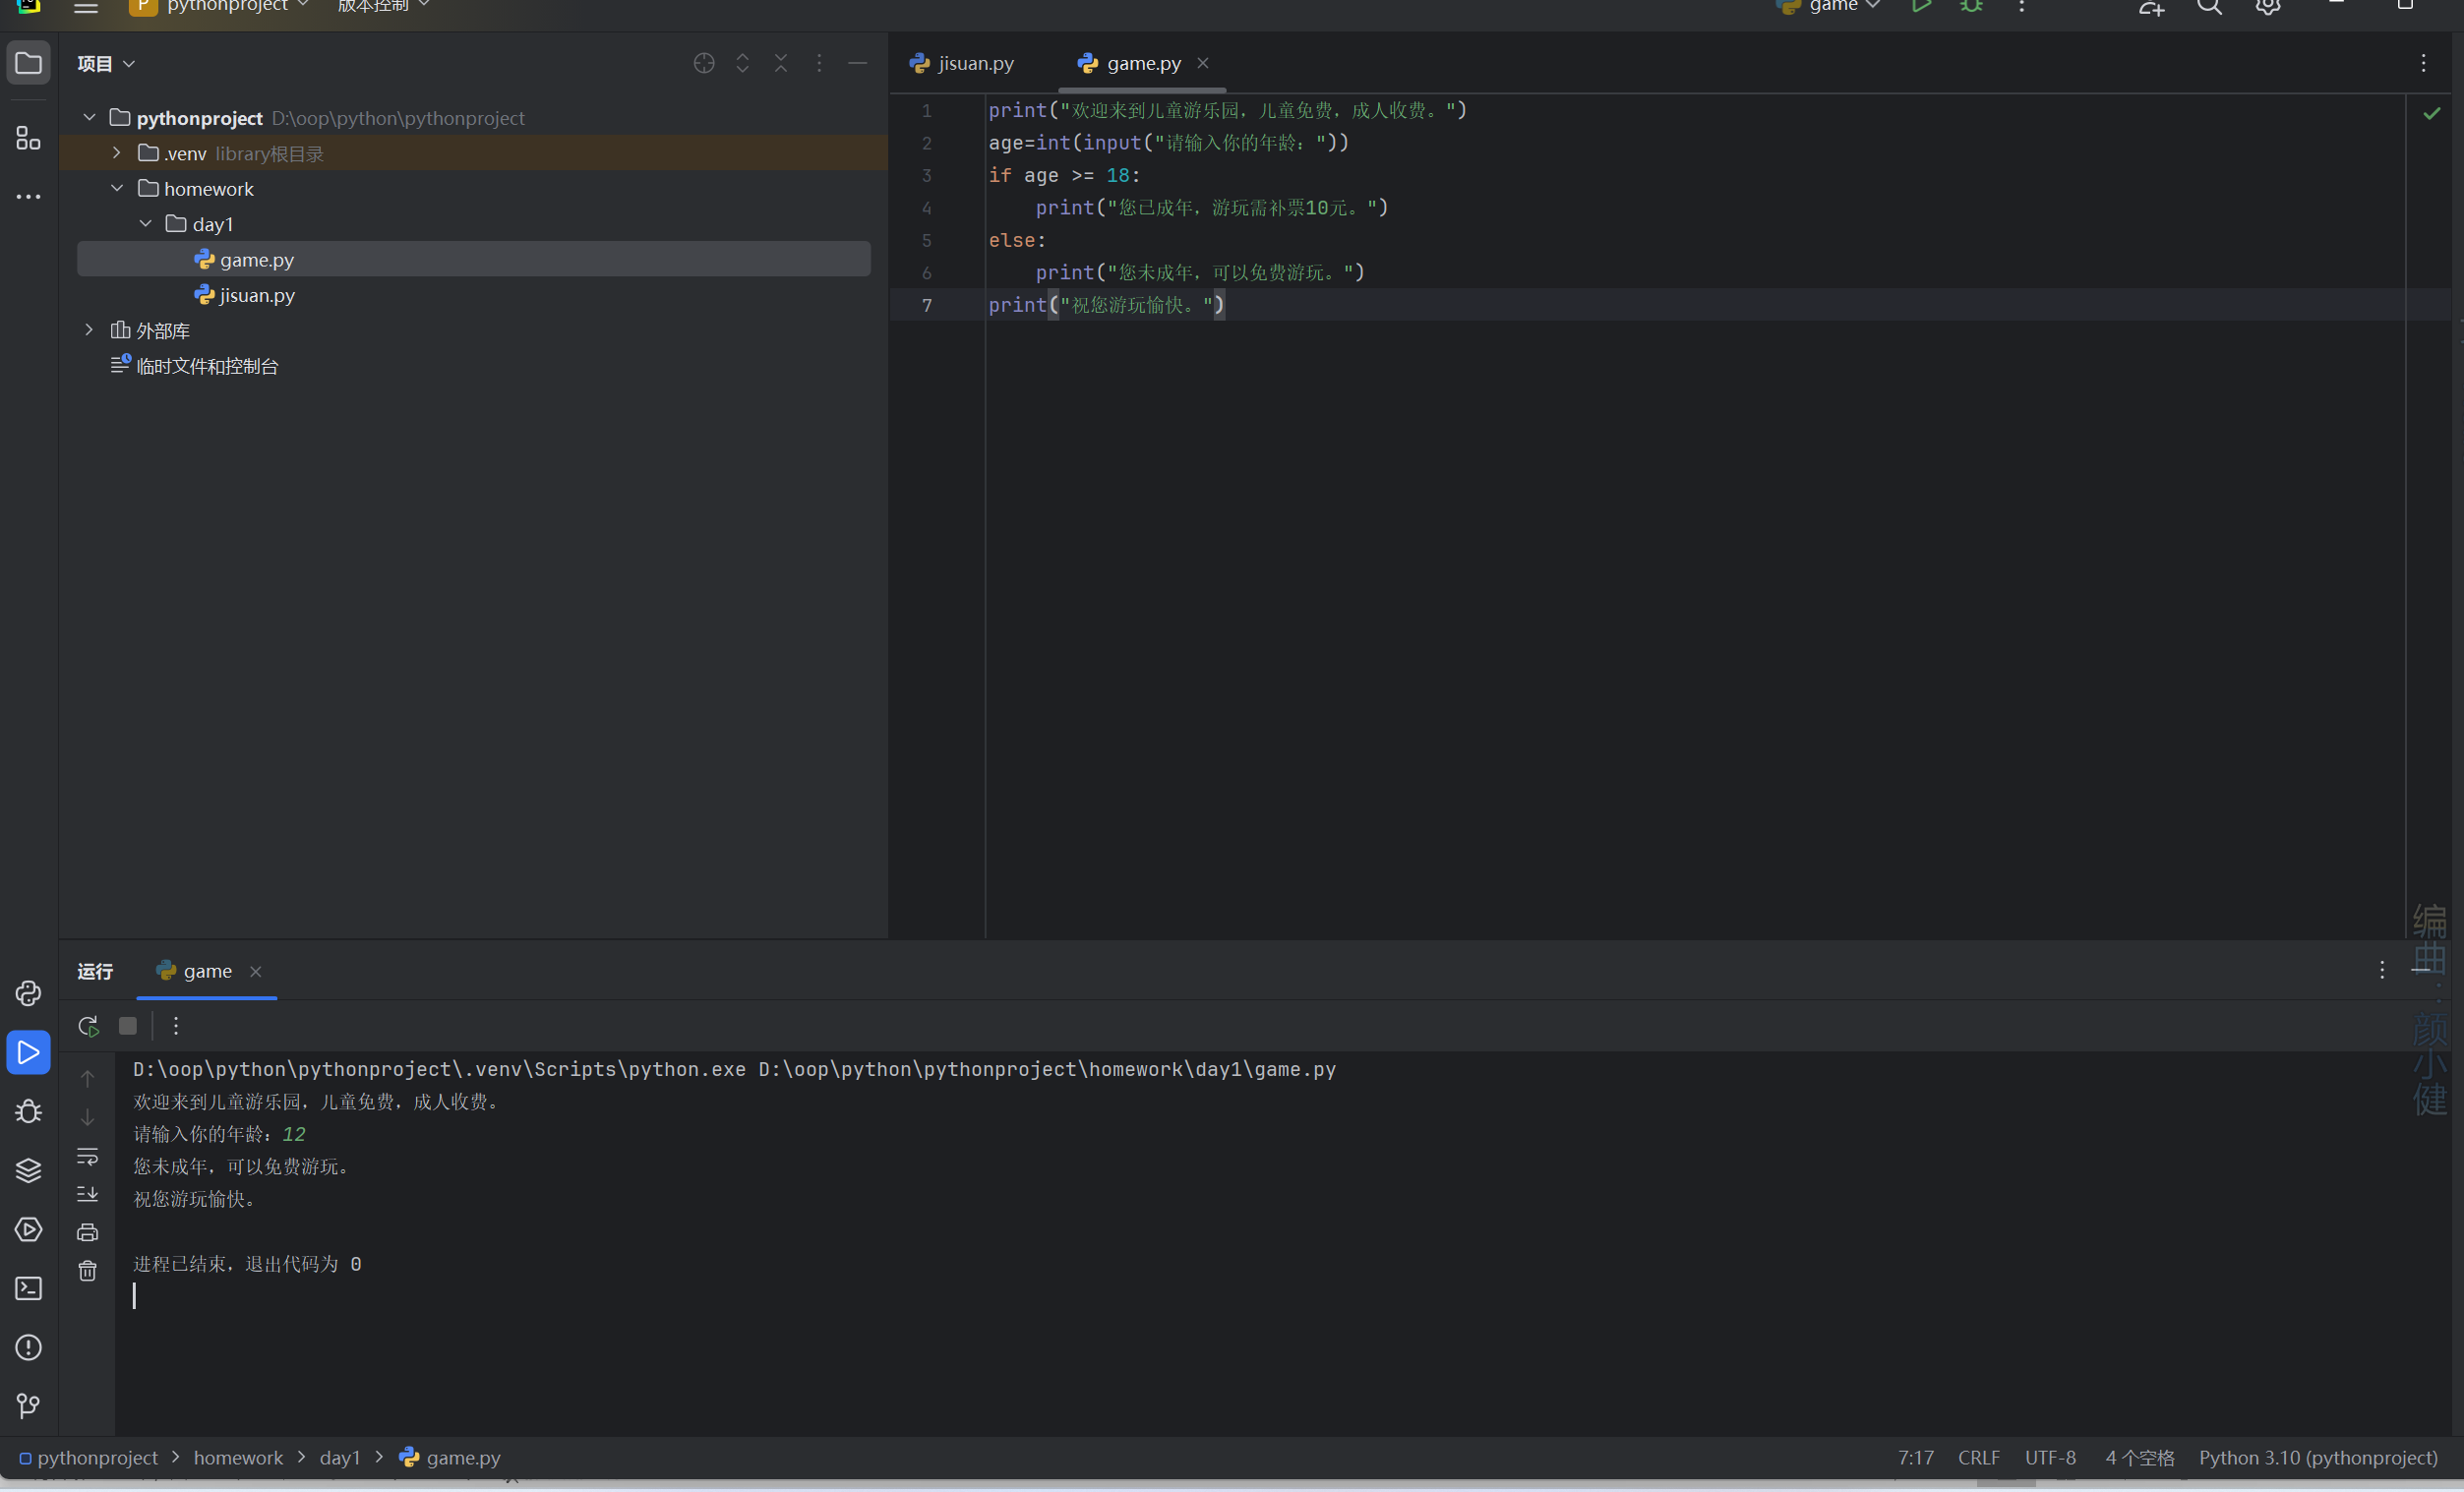 P pythonproject 版本控制 game
项目
jisuan.py game.py
pythonproject D:\oop\python\pythonproject
.venv library根目录
homework
day1
game.py
jisuan.py
外部库
临时文件和控制台
1 print("欢迎来到儿童游乐园，儿童免费，成人收费。")
2 age=int(input("请输入你的年龄："))
3 if age >= 18:
4     print("您已成年，游玩需补票10元。")
5 else:
6     print("您未成年，可以免费游玩。")
7 print("祝您游玩愉快。")
编曲：颜小健
运行 game
D:\oop\python\pythonproject\.venv\Scripts\python.exe D:\oop\python\pythonproject\homework\day1\game.py
欢迎来到儿童游乐园，儿童免费，成人收费。
请输入你的年龄：12
您未成年，可以免费游玩。
祝您游玩愉快。
进程已结束，退出代码为 0
pythonproject > homework > day1 > game.py 7:17 CRLF UTF-8 4 个空格 Python 3.10 (pythonproject)